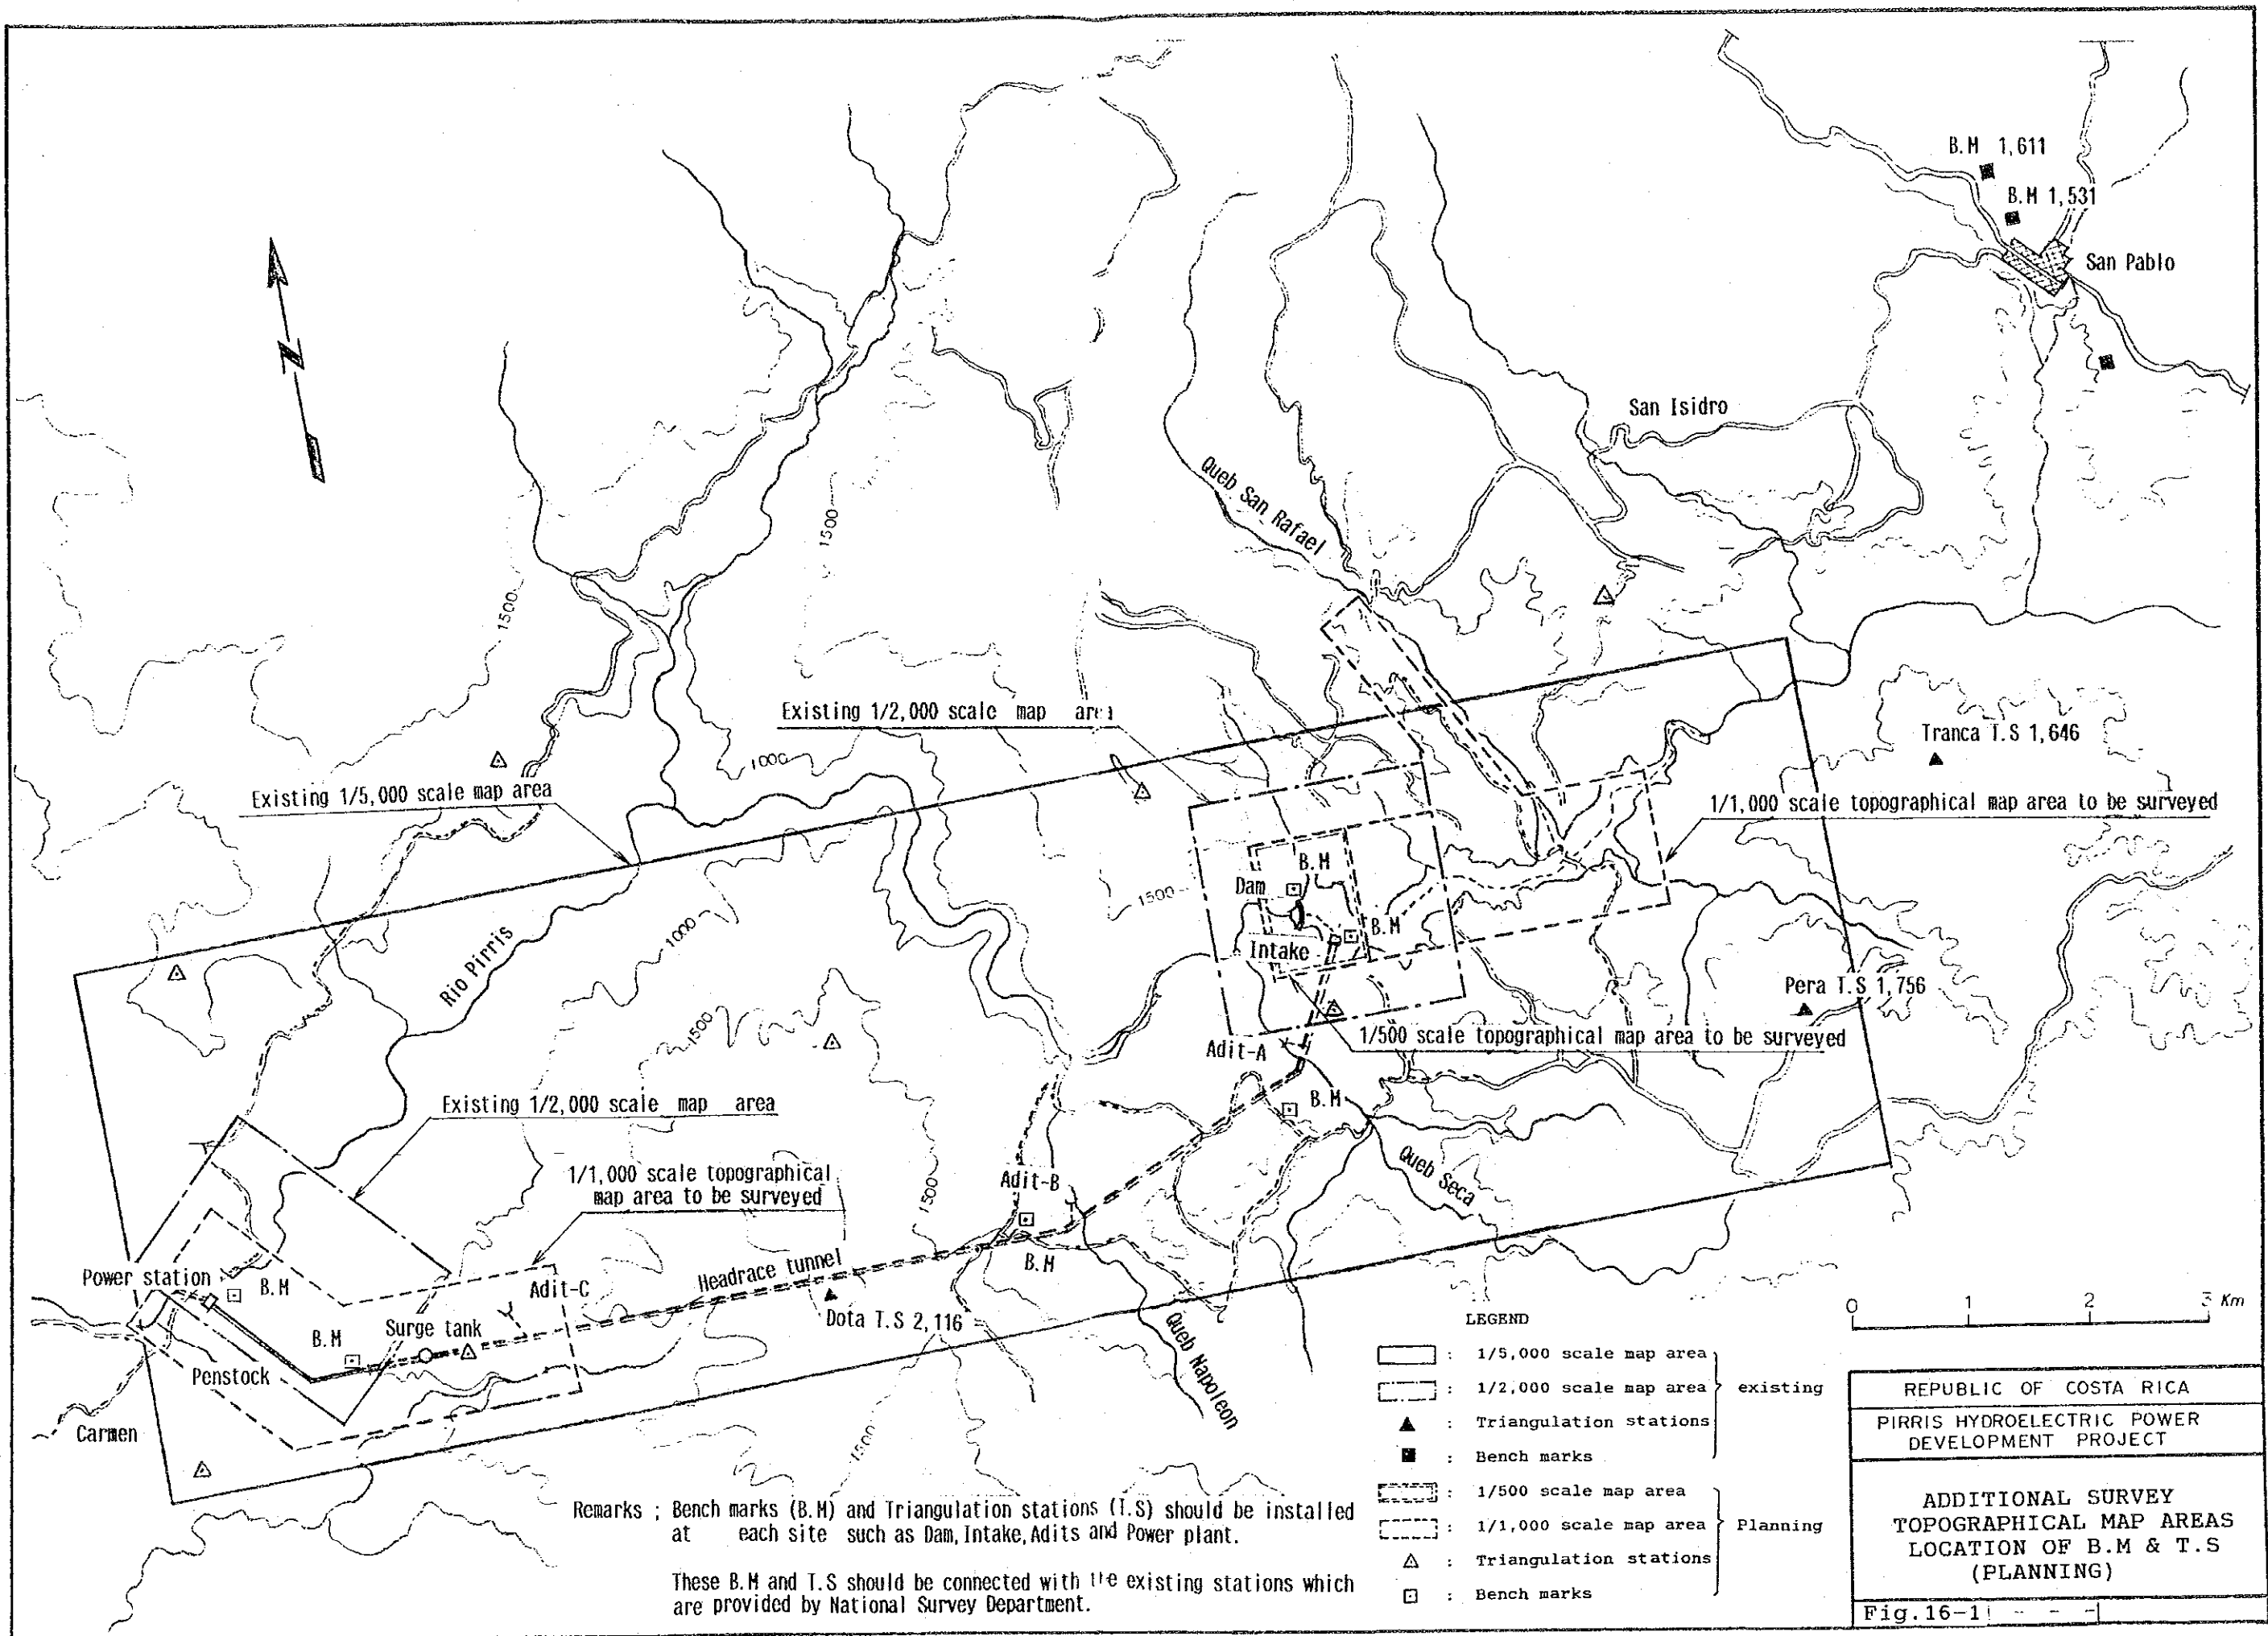 B.M 1,611
B.M 1,531
San Pablo
N
San Isidro
Queb San Rafael
1500
1500
Existing 1/2,000 scale map area
Tranca T.S 1,646
1000
Existing 1/5,000 scale map area
1/1,000 scale topographical map area to be surveyed
B.M
Dam
1500
B.M
Intake
Rio Pirris
1000
Pera T.S 1,756
1500
1/500 scale topographical map area to be surveyed
Adit-A
B.M
Existing 1/2,000 scale map area
Queb Seca
1/1,000 scale topographical
map area to be surveyed
Adit-B
1500
B.M
Headrace tunnel
Power station
B.M
Adit-C
Dota T.S 2,116
B.M
Surge tank
Penstock
Queb Napoleon
Carmen
1500
0 1 2 3 Km
LEGEND
: 1/5,000 scale map area
: 1/2,000 scale map area
existing
: Triangulation stations
: Bench marks
: 1/500 scale map area
: 1/1,000 scale map area
Planning
: Triangulation stations
: Bench marks
Remarks ; Bench marks (B.M) and Triangulation stations (T.S) should be installed
at each site such as Dam, Intake, Adits and Power plant.
These B.M and T.S should be connected with the existing stations which
are provided by National Survey Department.
REPUBLIC OF COSTA RICA
PIRRIS HYDROELECTRIC POWER
DEVELOPMENT PROJECT
ADDITIONAL SURVEY
TOPOGRAPHICAL MAP AREAS
LOCATION OF B.M & T.S
(PLANNING)
Fig.16-1